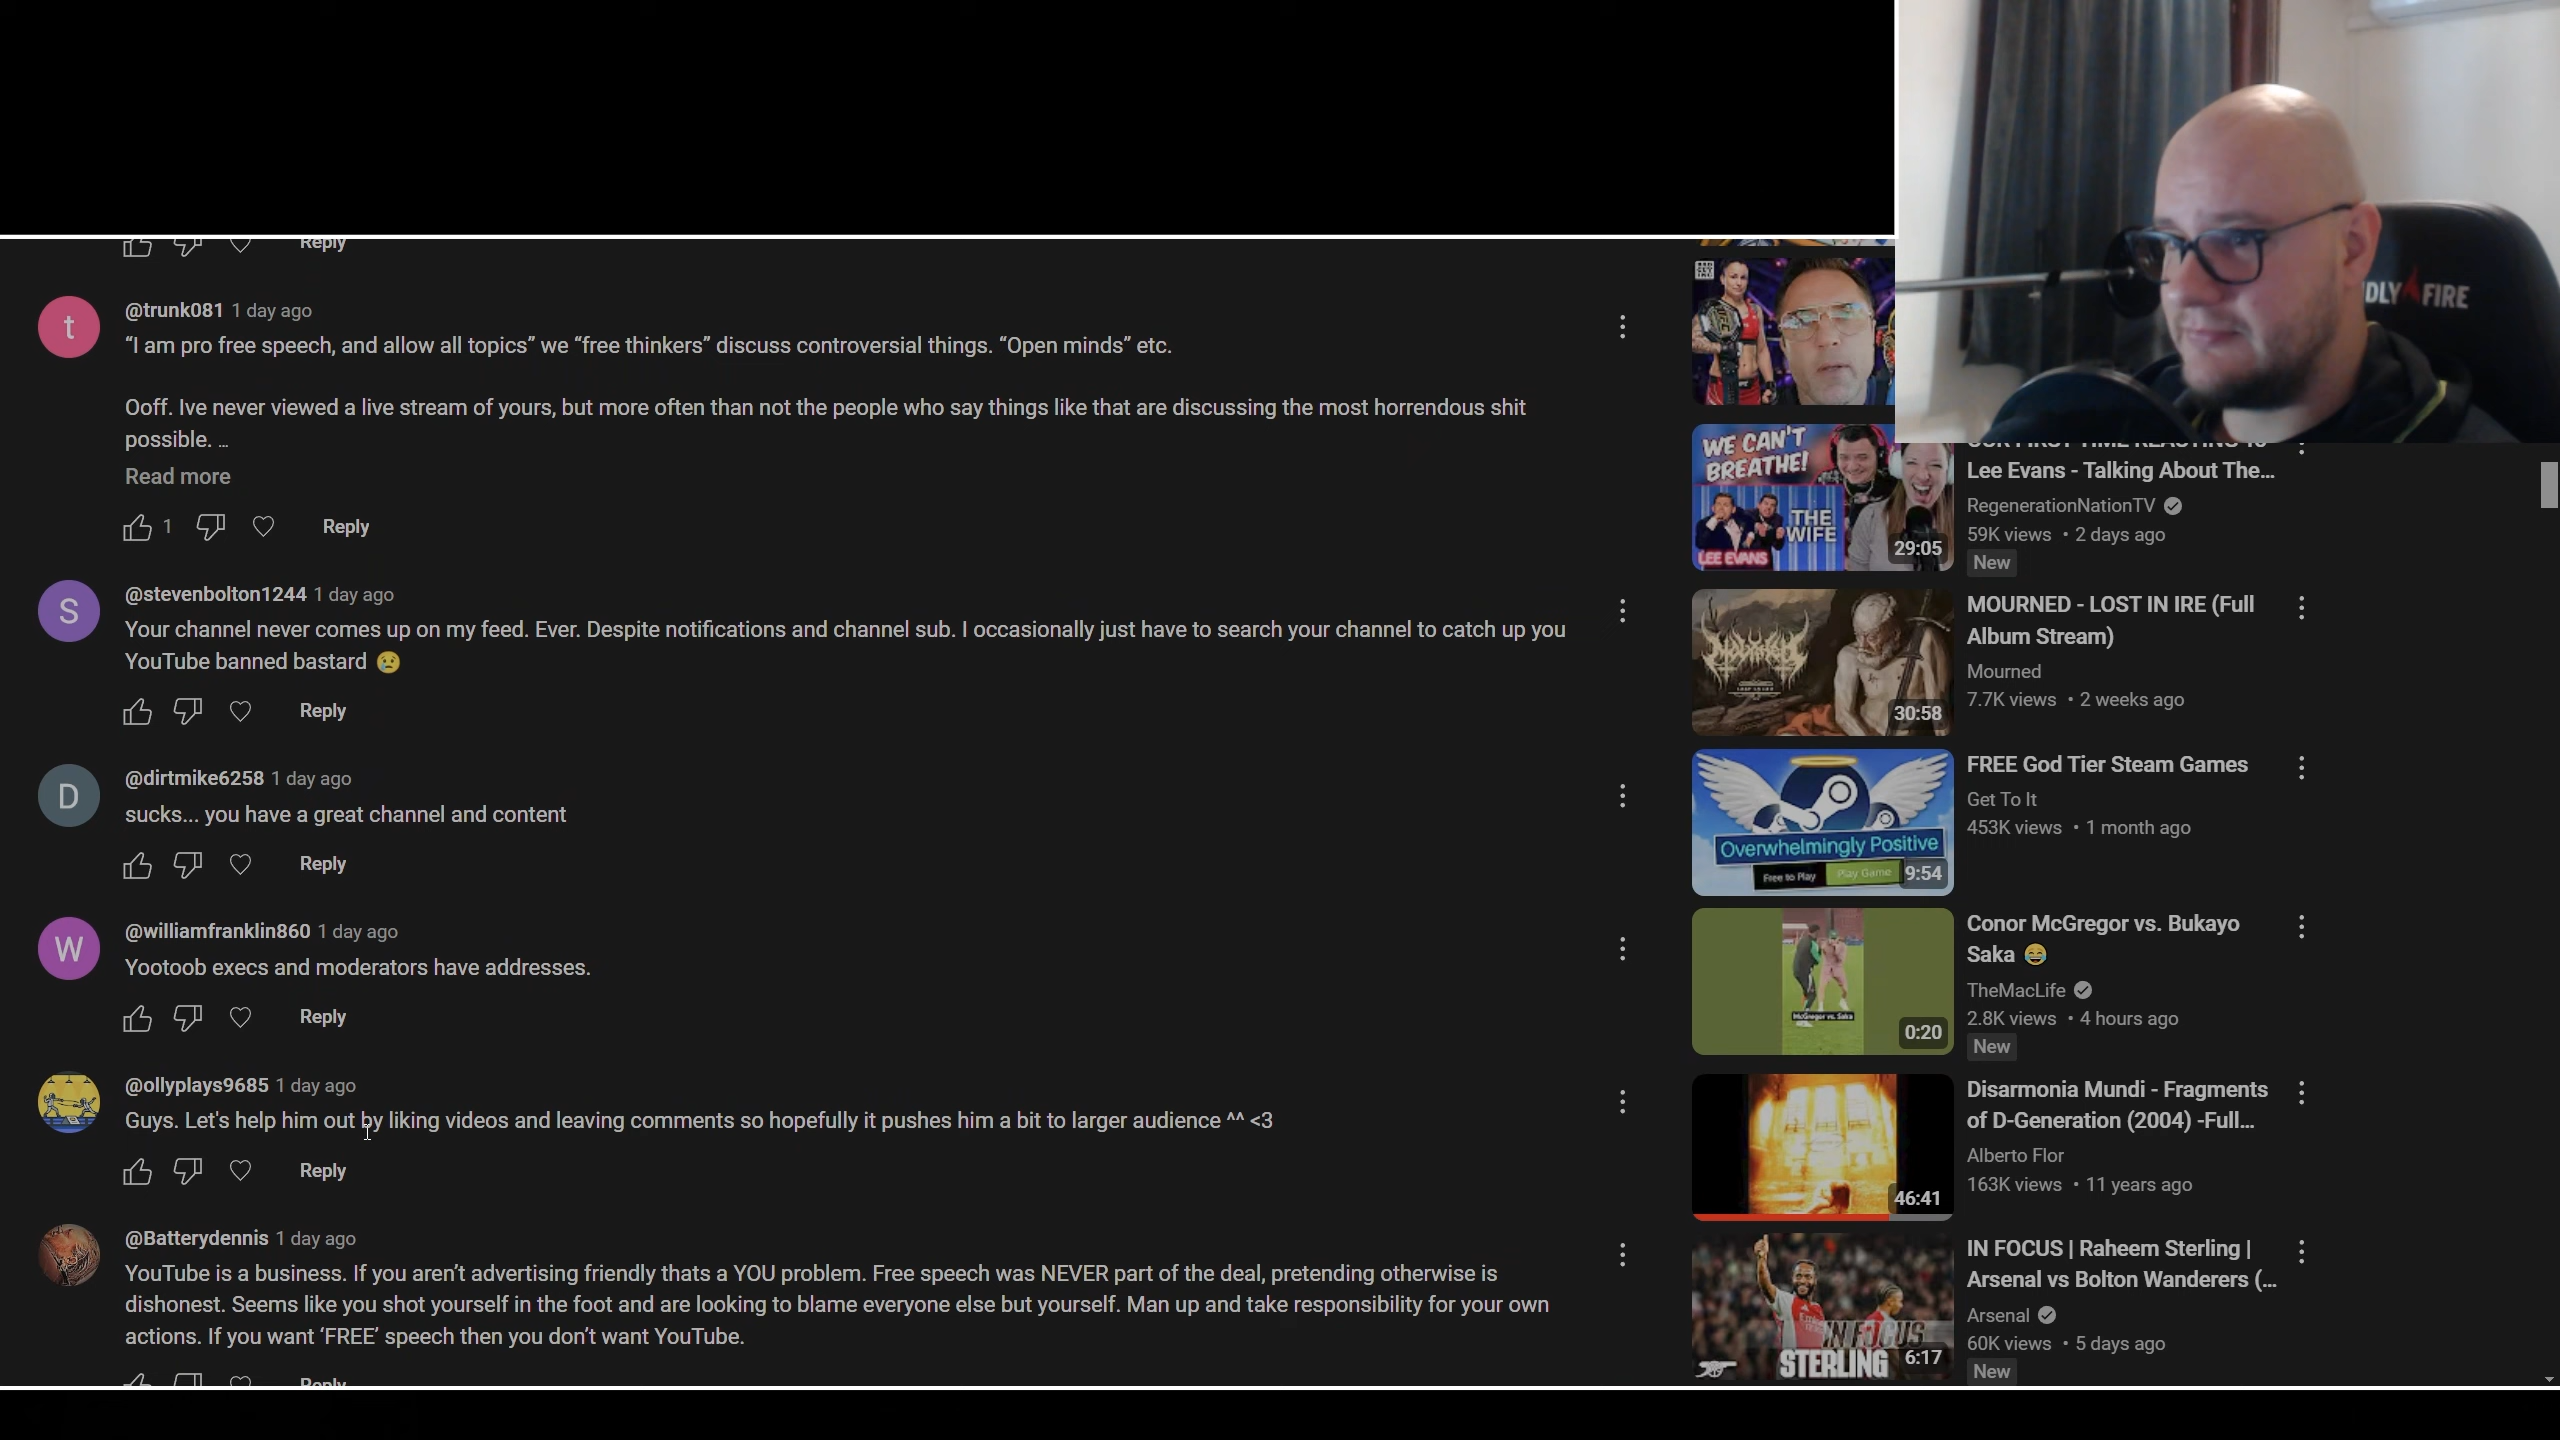 Reply
@trunk081 1 day ago
“I am pro free speech, and allow all topics” we “free thinkers” discuss controversial things. “Open minds” etc.
Ooff. Ive never viewed a live stream of yours, but more often than not the people who say things like that are discussing the most horrendous shit
possible. ...
Read more
1 Reply
@stevenbolton1244 1 day ago
Your channel never comes up on my feed. Ever. Despite notifications and channel sub. I occasionally just have to search your channel to catch up you
YouTube banned bastard 😢
Reply
@dirtmike6258 1 day ago
sucks... you have a great channel and content
Reply
@williamfranklin860 1 day ago
Yootoob execs and moderators have addresses.
Reply
@ollyplays9685 1 day ago
Guys. Let's help him out by liking videos and leaving comments so hopefully it pushes him a bit to larger audience ^^ <3
Reply
@Batterydennis 1 day ago
YouTube is a business. If you aren’t advertising friendly thats a YOU problem. Free speech was NEVER part of the deal, pretending otherwise is
dishonest. Seems like you shot yourself in the foot and are looking to blame everyone else but yourself. Man up and take responsibility for your own
actions. If you want ‘FREE’ speech then you don’t want YouTube.
Reply
t
S
D
W
DLY FIRE
WE CAN'T
BREATHE!
THE
WIFE
LEE EVANS
29:05
Lee Evans - Talking About The...
RegenerationNationTV
59K views • 2 days ago
New
30:58
MOURNED - LOST IN IRE (Full
Album Stream)
Mourned
7.7K views • 2 weeks ago
Overwhelmingly Positive
Free to Play Play Game
9:54
FREE God Tier Steam Games
Get To It
453K views • 1 month ago
McGregor vs. Saka
0:20
Conor McGregor vs. Bukayo
Saka 😂
TheMacLife
2.8K views • 4 hours ago
New
46:41
Disarmonia Mundi - Fragments
of D-Generation (2004) -Full...
Alberto Flor
163K views • 11 years ago
IN FOCUS
STERLING
6:17
IN FOCUS | Raheem Sterling |
Arsenal vs Bolton Wanderers (...
Arsenal
60K views • 5 days ago
New